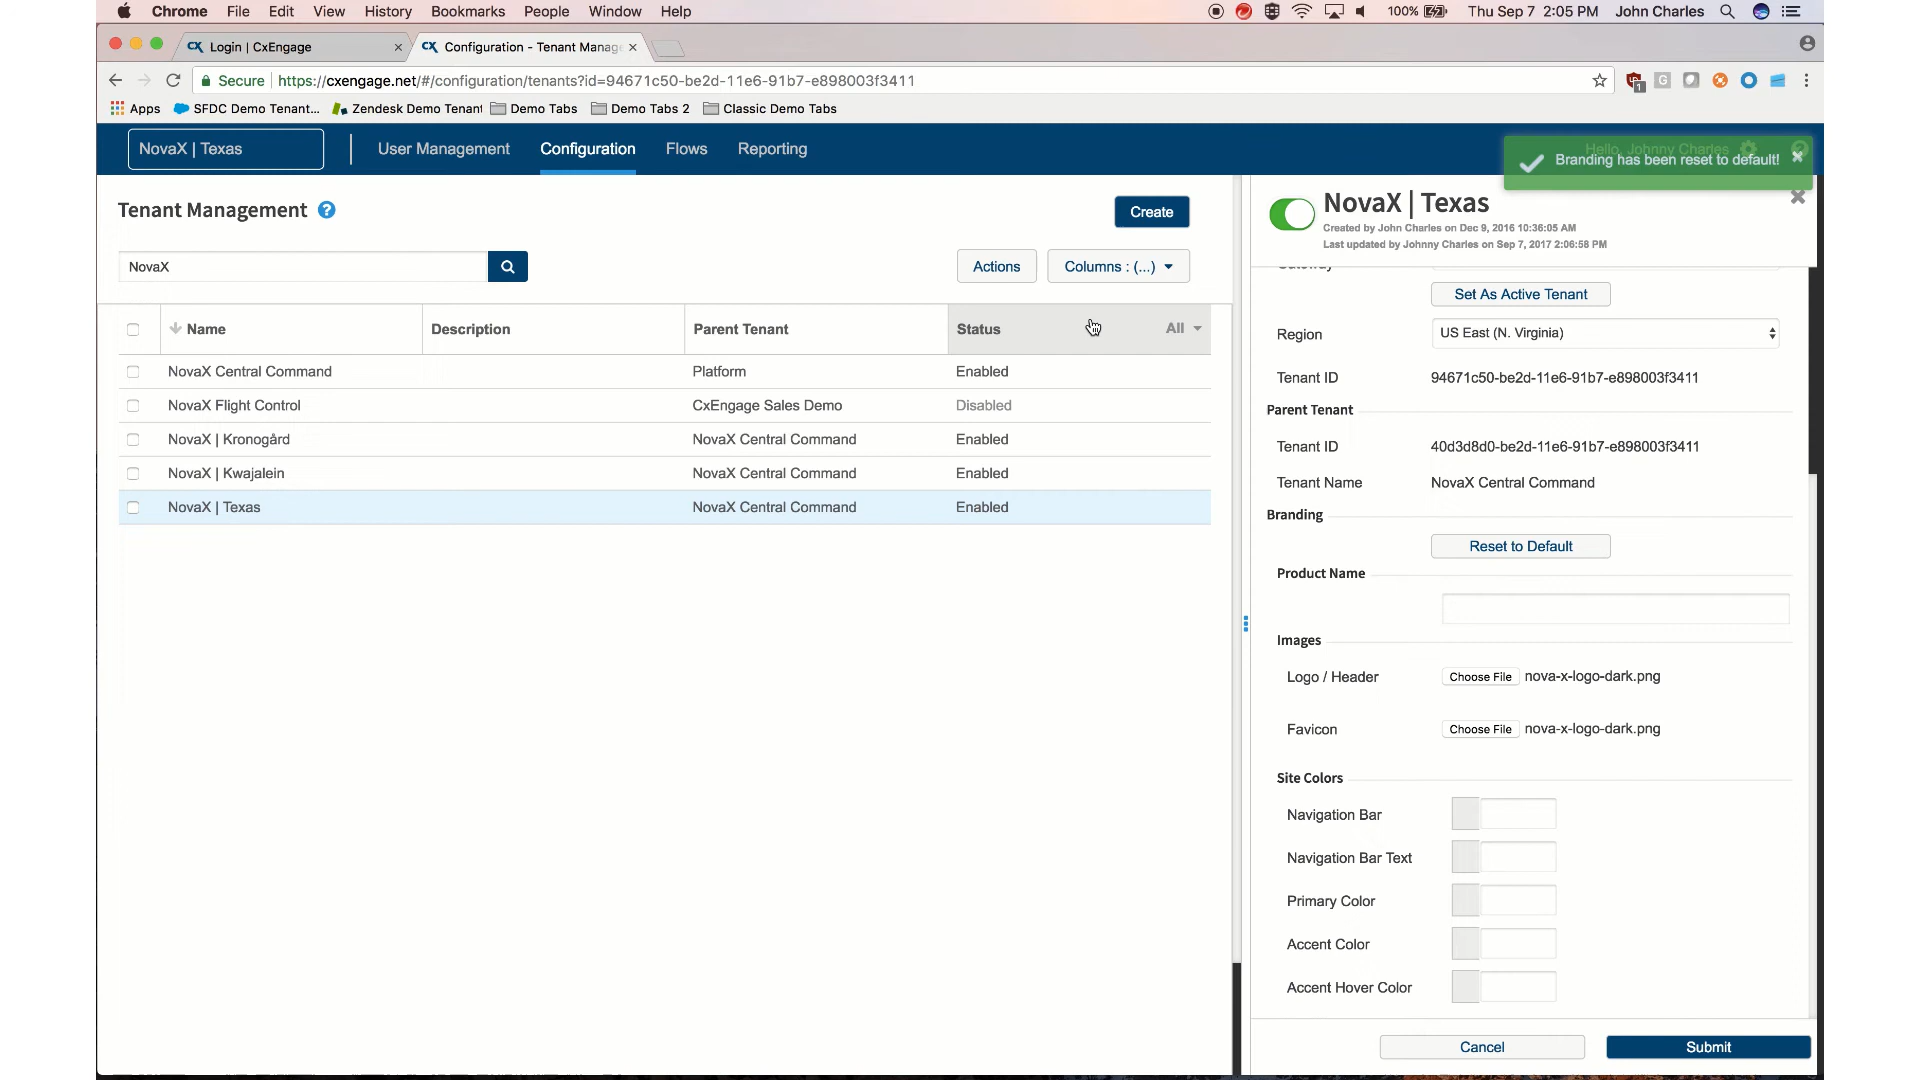 Chrome File Edit View History Bookmarks People Window Help 100% Thu Sep 7 2:05 PM John Charles
CX Login | CxEngage × CX Configuration - Tenant Manag ×
Secure | https://cxengage.net/#/configuration/tenants?id=94671c50-be2d-11e6-91b7-e898003f3411
Apps SFDC Demo Tenant... Zendesk Demo Tenant Demo Tabs Demo Tabs 2 Classic Demo Tabs
NovaX | Texas User Management Configuration Flows Reporting Hello, Johnny Charles
Branding has been reset to default! ×
Tenant Management ? Create
NovaX
Actions Columns : (...)
Name Description Parent Tenant Status All
NovaX Central Command Platform Enabled
NovaX Flight Control CxEngage Sales Demo Disabled
NovaX | Kronogård NovaX Central Command Enabled
NovaX | Kwajalein NovaX Central Command Enabled
NovaX | Texas NovaX Central Command Enabled
NovaX | Texas
Created by John Charles on Dec 9, 2016 10:36:05 AM
Last updated by Johnny Charles on Sep 7, 2017 2:06:58 PM
Set As Active Tenant
Region US East (N. Virginia)
Tenant ID 94671c50-be2d-11e6-91b7-e898003f3411
Parent Tenant
Tenant ID 40d3d8d0-be2d-11e6-91b7-e898003f3411
Tenant Name NovaX Central Command
Branding
Reset to Default
Product Name
Images
Logo / Header Choose File nova-x-logo-dark.png
Favicon Choose File nova-x-logo-dark.png
Site Colors
Navigation Bar
Navigation Bar Text
Primary Color
Accent Color
Accent Hover Color
Cancel Submit